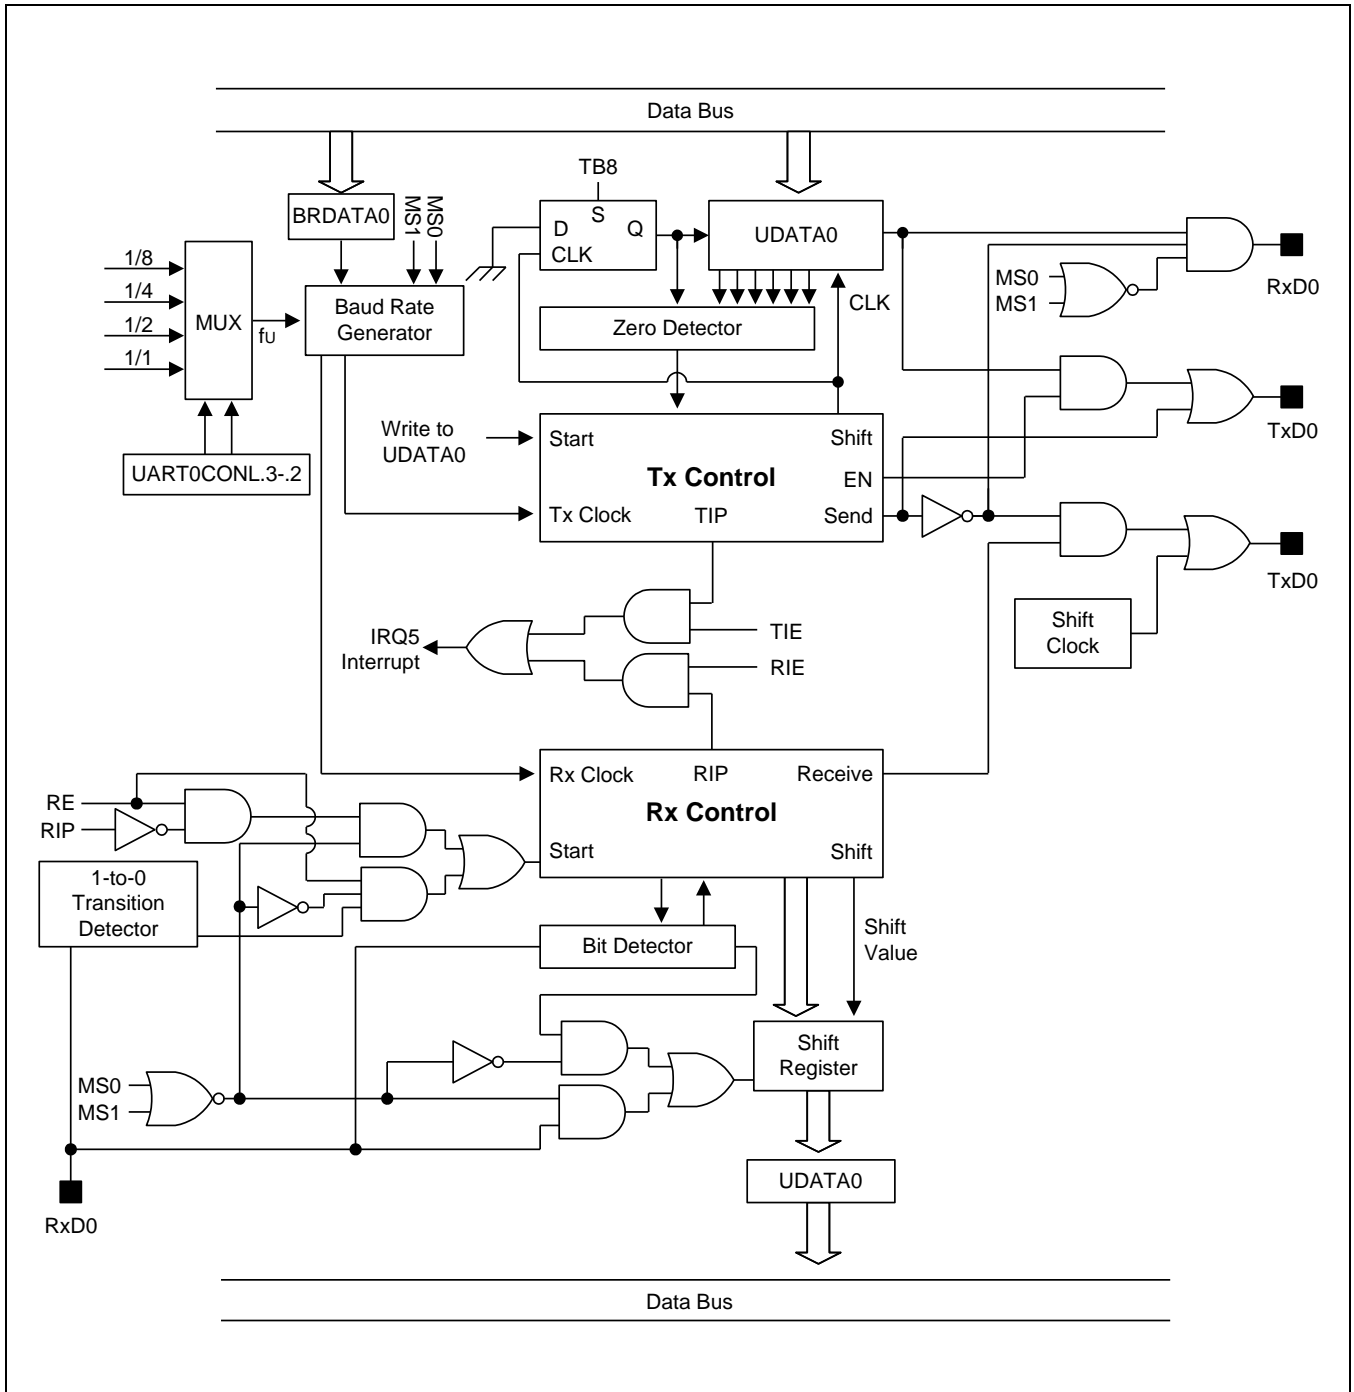 Data Bus
TB8
BRDATA0
MS1
MS0
D
S
Q
CLK
UDATA0
1/8
1/4
1/2
1/1
MUX
fU
Baud Rate
Generator
Zero Detector
CLK
MS0
MS1
RxD0
UART0CONL.3-.2
Write to
UDATA0
Start
Shift
Tx Control
EN
Tx Clock
TIP
Send
TxD0
TxD0
Shift
Clock
IRQ5
Interrupt
TIE
RIE
RE
RIP
Rx Clock
RIP
Receive
Rx Control
Start
Shift
1-to-0
Transition
Detector
Bit Detector
Shift
Value
MS0
MS1
Shift
Register
UDATA0
RxD0
Data Bus